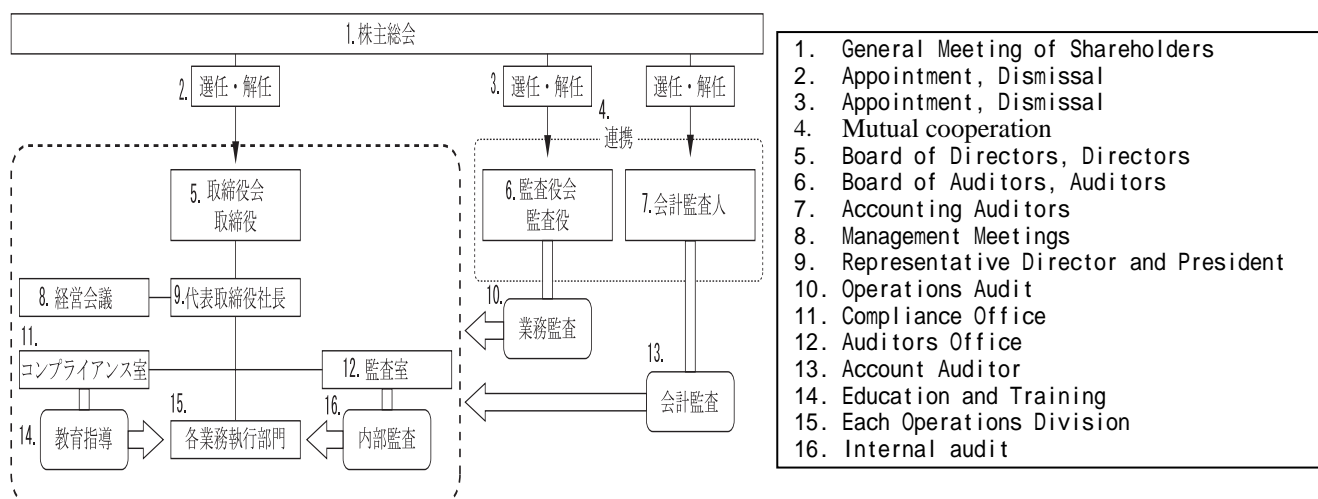 1.株主総会
2. 選任・解任
3. 選任・解任
選任・解任
4.
連携
5. 取締役会
取締役
6. 監査役会
監査役
7.会計監査人
8. 経営会議
9.代表取締役社長
10.
業務監査
11.
コンプライアンス室
12. 監査室
13.
会計監査
14. 教育指導
15.
各業務執行部門
16.
内部監査
1. General Meeting of Shareholders
2. Appointment, Dismissal
3. Appointment, Dismissal
4. Mutual cooperation
5. Board of Directors, Directors
6. Board of Auditors, Auditors
7. Accounting Auditors
8. Management Meetings
9. Representative Director and President
10. Operations Audit
11. Compliance Office
12. Auditors Office
13. Account Auditor
14. Education and Training
15. Each Operations Division
16. Internal audit